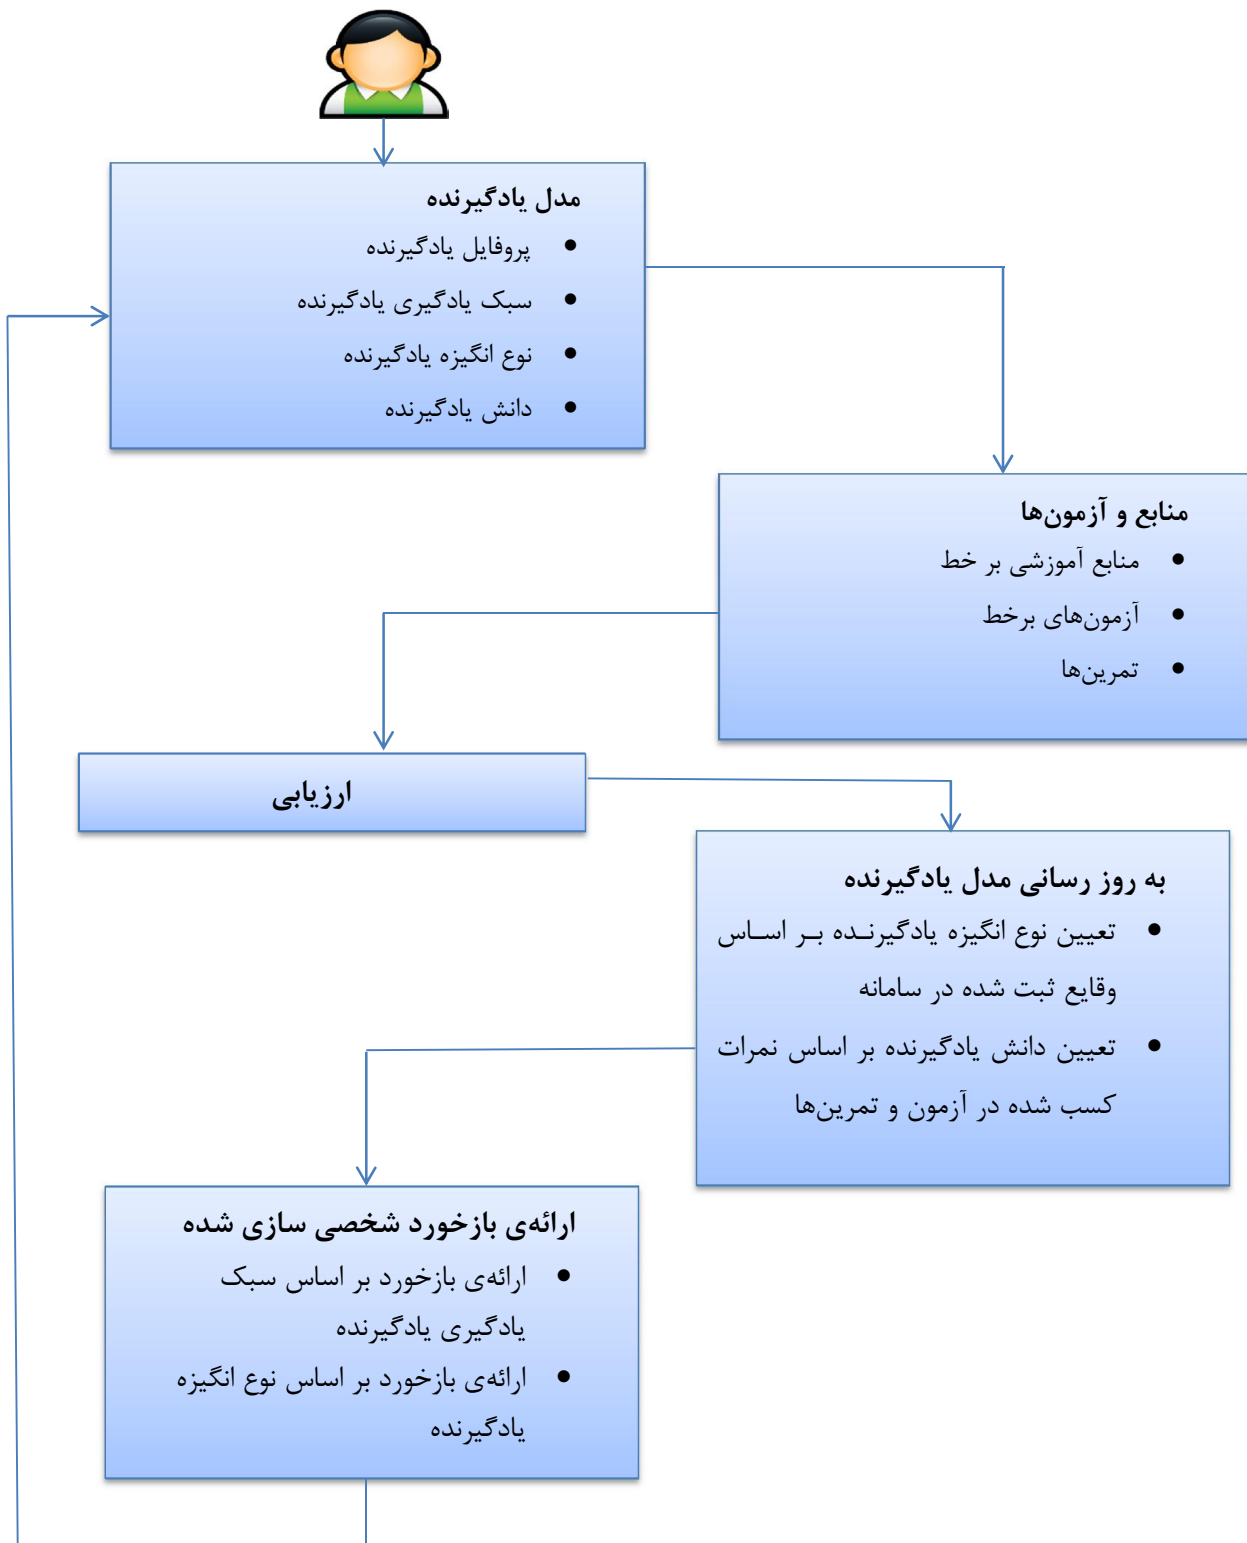 مدل یادگیرنده
• پروفایل یادگیرنده
• سبک یادگیری یادگیرنده
• نوع انگیزه یادگیرنده
• دانش یادگیرنده
منابع و آزمون‌ها
• منابع آموزشی بر خط
• آزمون‌های برخط
• تمرین‌ها
ارزیابی
به روز رسانی مدل یادگیرنده
• تعیین نوع انگیزه یادگیرنده بر اساس
وقایع ثبت شده در سامانه
• تعیین دانش یادگیرنده بر اساس نمرات
کسب شده در آزمون و تمرین‌ها
ارائه‌ی بازخورد شخصی سازی شده
• ارائه‌ی بازخورد بر اساس سبک
یادگیری یادگیرنده
• ارائه‌ی بازخورد بر اساس نوع انگیزه
یادگیرنده